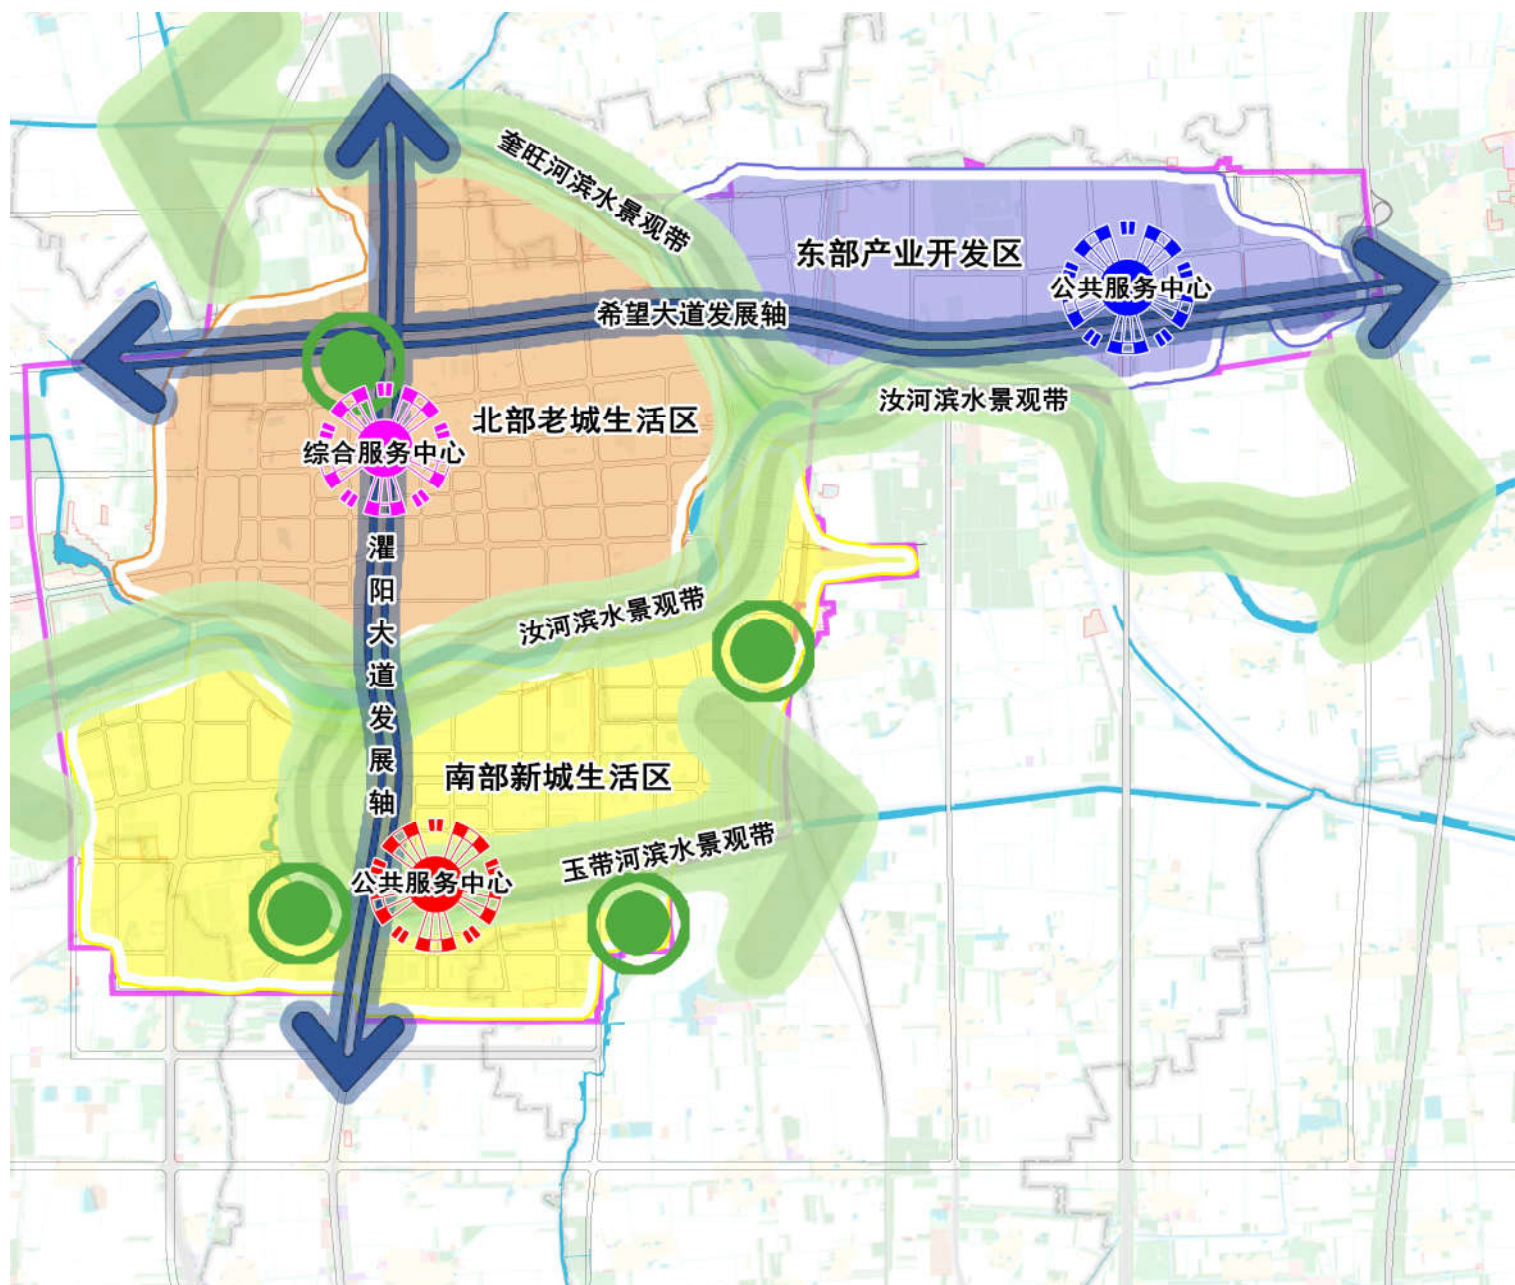 奎旺河滨水景观带
东部产业开发区
公共服务中心
希望大道发展轴
汝河滨水景观带
北部老城生活区
综合服务中心
灈阳大道发展轴
汝河滨水景观带
南部新城生活区
玉带河滨水景观带
公共服务中心